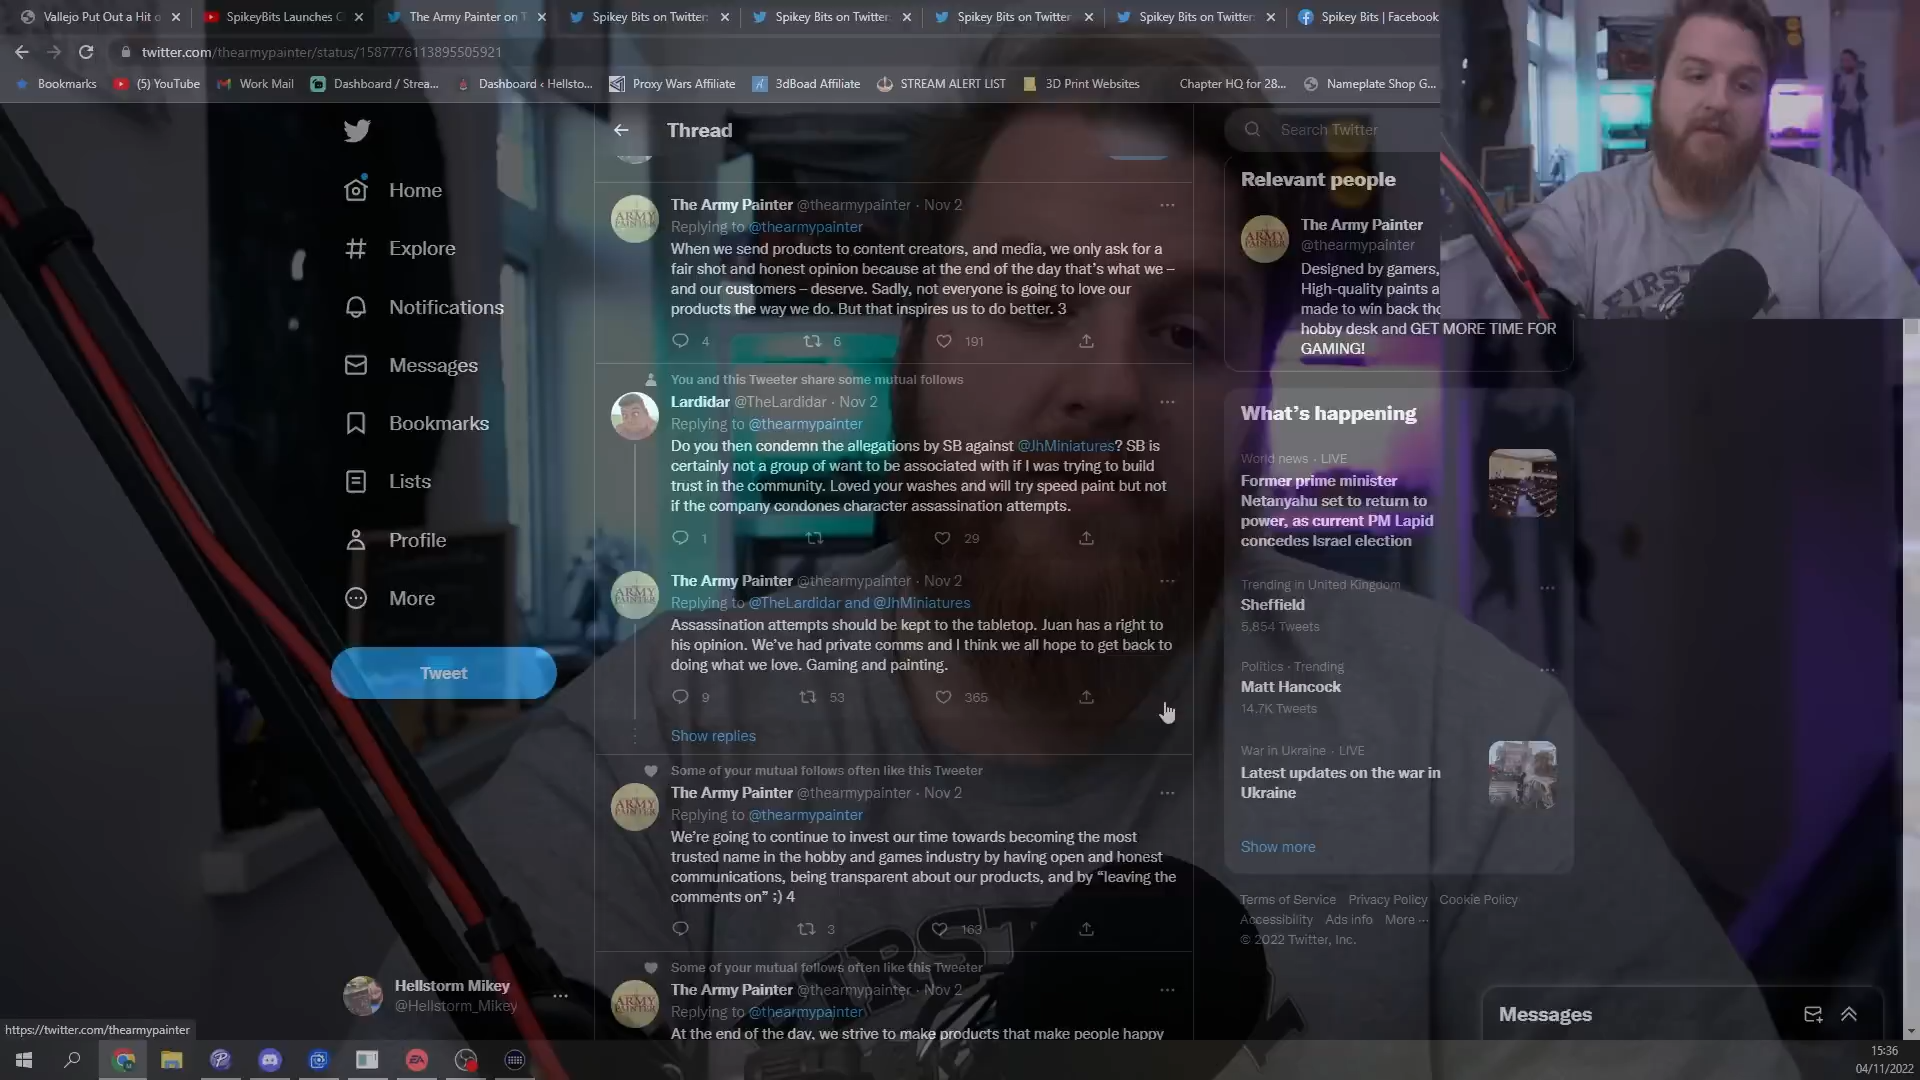 Vallejo Put Out a Hit o
SpikeyBits Launches C
The Army Painter on T
Spikey Bits on Twitter:
Spikey Bits on Twitter:
Spikey Bits on Twitter:
Spikey Bits on Twitter:
Spikey Bits | Facebook
twitter.com/thearmypainter/status/1587776113895505921
Bookmarks
(5) YouTube
Work Mail
Dashboard / Strea...
Dashboard ‹ Hellsto...
Proxy Wars Affiliate
3dBoad Affiliate
STREAM ALERT LIST
3D Print Websites
Chapter HQ for 28...
Nameplate Shop G...
Home
Explore
Notifications
Messages
Bookmarks
Lists
Profile
More
Tweet
Hellstorm Mikey
@Hellstorm_Mikey
https://twitter.com/thearmypainter
Thread
The Army Painter @thearmypainter · Nov 2
Replying to @thearmypainter
When we send products to content creators, and media, we only ask for a
fair shot and honest opinion because at the end of the day that's what we –
and our customers – deserve. Sadly, not everyone is going to love our
products the way we do. But that inspires us to do better. 3
4 6 191
You and this Tweeter share some mutual follows
Lardidar @TheLardidar · Nov 2
Replying to @thearmypainter
Do you then condemn the allegations by SB against @JhMiniatures? SB is
certainly not a group of want to be associated with if I was trying to build
trust in the community. Loved your washes and will try speed paint but not
if the company condones character assassination attempts.
1 29
The Army Painter @thearmypainter · Nov 2
Replying to @TheLardidar and @JhMiniatures
Assassination attempts should be kept to the tabletop. Juan has a right to
his opinion. We've had private comms and I think we all hope to get back to
doing what we love. Gaming and painting.
9 53 365
Show replies
Some of your mutual follows often like this Tweeter
The Army Painter @thearmypainter · Nov 2
Replying to @thearmypainter
We're going to continue to invest our time towards becoming the most
trusted name in the hobby and games industry by having open and honest
communications, being transparent about our products, and by “leaving the
comments on” ;) 4
3 163
Some of your mutual follows often like this Tweeter
The Army Painter @thearmypainter · Nov 2
Replying to @thearmypainter
At the end of the day, we strive to make products that make people happy
Search Twitter
Relevant people
The Army Painter
@thearmypainter
Designed by gamers,
High-quality paints a
made to win back tho
hobby desk and GET MORE TIME FOR
GAMING!
What's happening
World news · LIVE
Former prime minister
Netanyahu set to return to
power, as current PM Lapid
concedes Israel election
Trending in United Kingdom
Sheffield
5,854 Tweets
Politics · Trending
Matt Hancock
14.7K Tweets
War in Ukraine · LIVE
Latest updates on the war in
Ukraine
Show more
Terms of Service Privacy Policy Cookie Policy
Accessibility Ads info More ···
© 2022 Twitter, Inc.
Messages
15:36
04/11/2022
FIRST